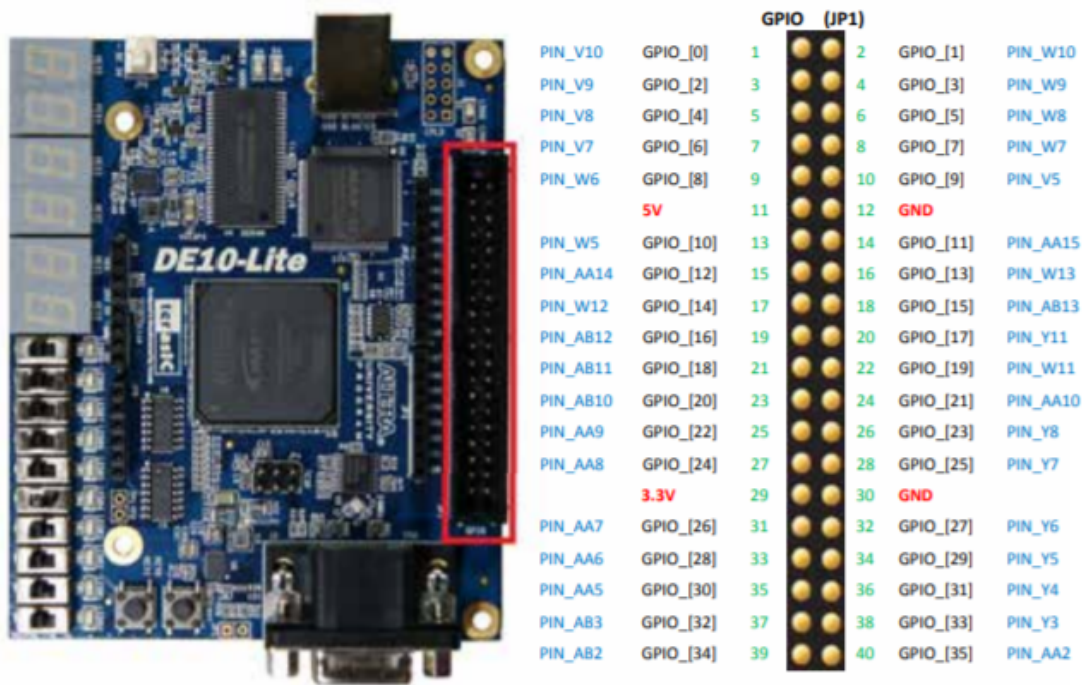 GPIO (JP1)
PIN_V10 GPIO_[0] 1 2 GPIO_[1] PIN_W10
PIN_V9 GPIO_[2] 3 4 GPIO_[3] PIN_W9
PIN_V8 GPIO_[4] 5 6 GPIO_[5] PIN_W8
PIN_V7 GPIO_[6] 7 8 GPIO_[7] PIN_W7
PIN_W6 GPIO_[8] 9 10 GPIO_[9] PIN_V5
5V 11 12 GND
PIN_W5 GPIO_[10] 13 14 GPIO_[11] PIN_AA15
PIN_AA14 GPIO_[12] 15 16 GPIO_[13] PIN_W13
PIN_W12 GPIO_[14] 17 18 GPIO_[15] PIN_AB13
PIN_AB12 GPIO_[16] 19 20 GPIO_[17] PIN_Y11
PIN_AB11 GPIO_[18] 21 22 GPIO_[19] PIN_W11
PIN_AB10 GPIO_[20] 23 24 GPIO_[21] PIN_AA10
PIN_AA9 GPIO_[22] 25 26 GPIO_[23] PIN_Y8
PIN_AA8 GPIO_[24] 27 28 GPIO_[25] PIN_Y7
3.3V 29 30 GND
PIN_AA7 GPIO_[26] 31 32 GPIO_[27] PIN_Y6
PIN_AA6 GPIO_[28] 33 34 GPIO_[29] PIN_Y5
PIN_AA5 GPIO_[30] 35 36 GPIO_[31] PIN_Y4
PIN_AB3 GPIO_[32] 37 38 GPIO_[33] PIN_Y3
PIN_AB2 GPIO_[34] 39 40 GPIO_[35] PIN_AA2
DE10-Lite
terasIC
ALTERA
UNIVERSITY
PROGRAM